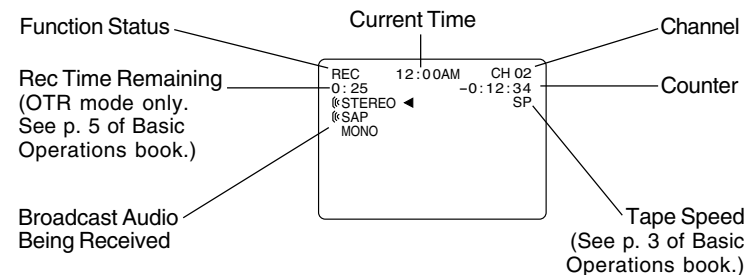 Function Status
Current Time
Channel
Rec Time Remaining
(OTR mode only.
See p. 5 of Basic
Operations book.)
REC 12:00AM CH 02
0:25 -0:12:34
STEREO ◄ SP
SAP
MONO
Counter
Broadcast Audio
Being Received
Tape Speed
(See p. 3 of Basic
Operations book.)